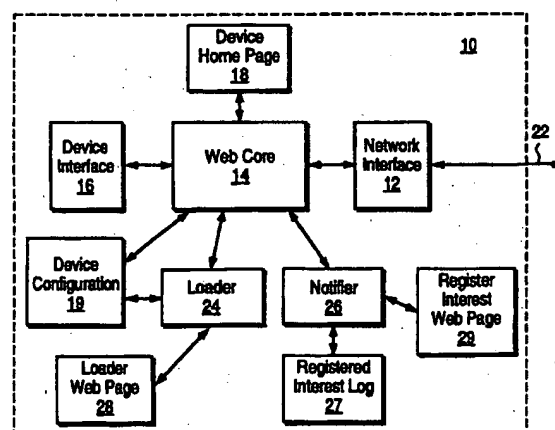 Device
Home Page
18
10
Device
Interface
16
Web Core
14
Network
Interface
12
22
Device
Configuration
19
Loader
24
Notifier
26
Register
Interest
Web Page
29
Loader
Web Page
28
Registered
Interest Log
27